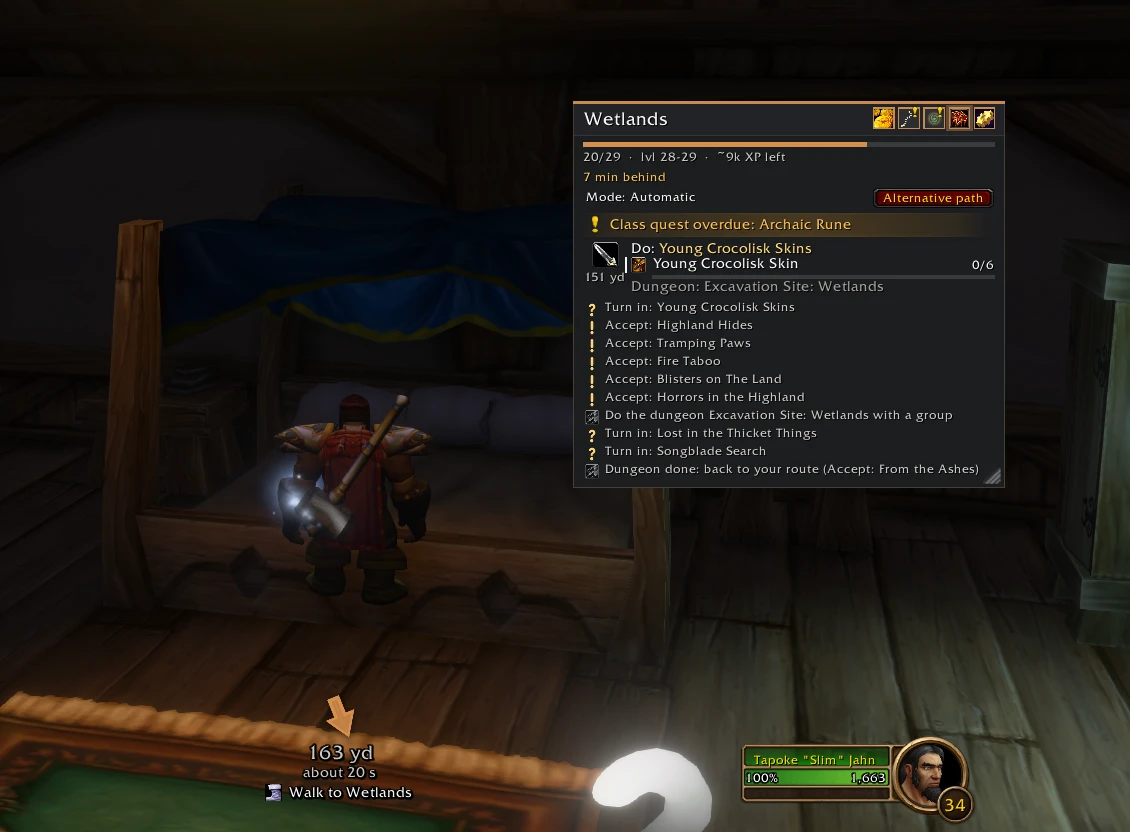 Wetlands
20/29 · lvl 28-29 · ~9k XP left
7 min behind
Mode: Automatic
Alternative path
Class quest overdue: Archaic Rune
Do: Young Crocolisk Skins
Young Crocolisk Skin 0/6
151 yd
Dungeon: Excavation Site: Wetlands
Turn in: Young Crocolisk Skins
Accept: Highland Hides
Accept: Tramping Paws
Accept: Fire Taboo
Accept: Blisters on The Land
Accept: Horrors in the Highland
Do the dungeon Excavation Site: Wetlands with a group
Turn in: Lost in the Thicket Things
Turn in: Songblade Search
Dungeon done: back to your route (Accept: From the Ashes)
163 yd
about 20 s
Walk to Wetlands
Tapoke "Slim" Jahn
100% 1,663
34